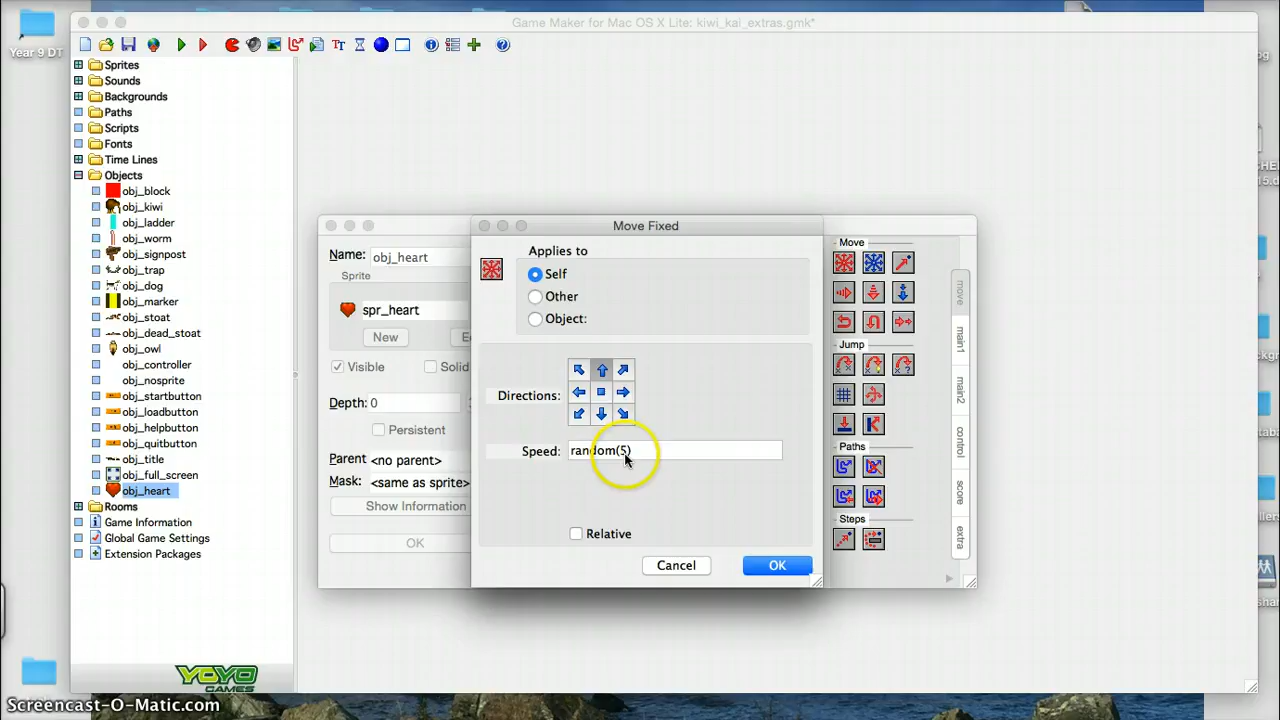 Year 9 DT
Game Maker for Mac OS X Lite: kiwi_kai_extras.gmk*
Sprites
Sounds
Backgrounds
Paths
Scripts
Fonts
Time Lines
Objects
obj_block
obj_kiwi
obj_ladder
obj_worm
obj_signpost
obj_trap
obj_dog
obj_marker
obj_stoat
obj_dead_stoat
obj_owl
obj_controller
obj_nosprite
obj_startbutton
obj_loadbutton
obj_helpbutton
obj_quitbutton
obj_title
obj_full_screen
obj_heart
Rooms
Game Information
Global Game Settings
Extension Packages
YOYO
GAMES
Name: obj_heart
Sprite
spr_heart
New
Visible
Solid
Depth: 0
Persistent
Parent <no parent>
Mask: <same as sprite>
Show Information
OK
Move Fixed
Applies to
Self
Other
Object:
Directions:
Speed: random(5)
Relative
Cancel
OK
Move
Jump
Paths
Steps
move
main1
main2
control
score
extra
Screencast-O-Matic.com